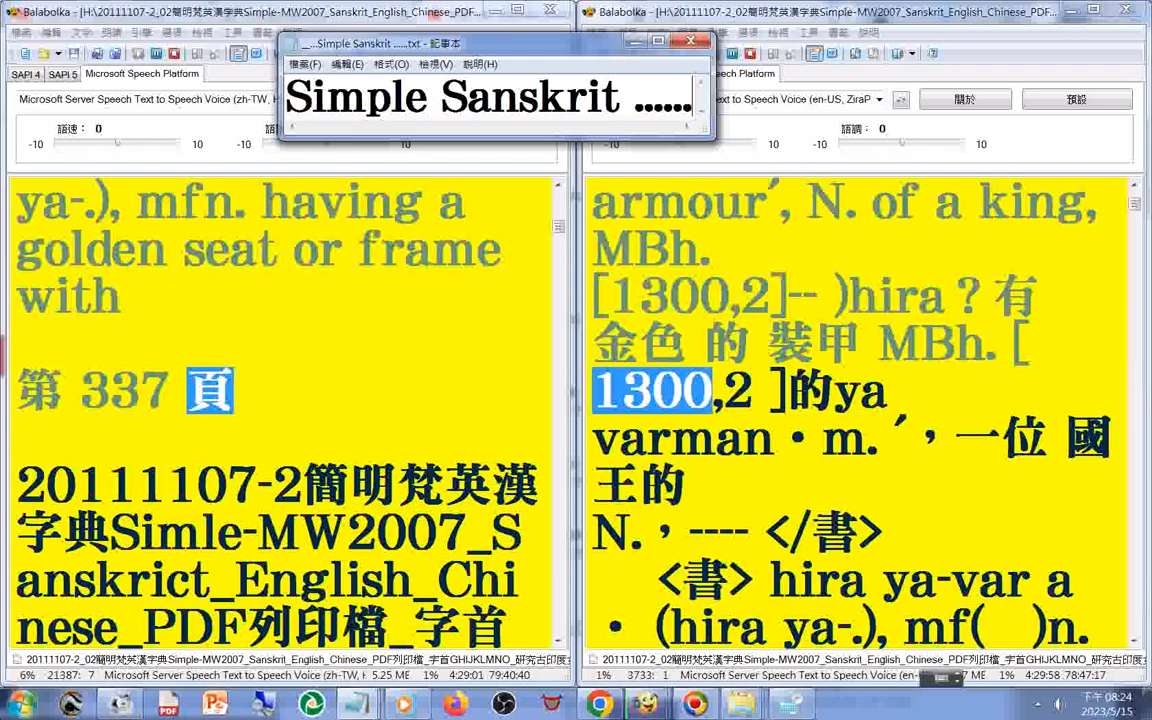 Balabolka - [H:\20111107-2_02簡明梵英漢字典Simple-MW2007_Sanskrit_English_Chinese_PDF...
Balabolka - [H:\20111107-2_02簡明梵英漢字典Simple-MW2007_Sanskrit_English_Chinese_PDF...
__...Simple Sanskrit ......txt - 記事本
檔案(F) 編輯(E) 格式(O) 檢視(V) 說明(H)
Simple Sanskrit ......
SAPI 4 SAPI 5 Microsoft Speech Platform
eech Platform
Microsoft Server Speech Text to Speech Voice (zh-TW, H
ext to Speech Voice (en-US, ZiraP
關於
預設
語速： 0
語調： 0
-10 10 -10 10
-10 10 -10 10
ya-.), mfn. having a
golden seat or frame
with
第 337 頁
20111107-2簡明梵英漢
字典Simle-MW2007_S
anskrict_English_Chi
nese_PDF列印檔_字首
armour´, N. of a king,
MBh.
[1300,2]-- )hira？有
金色 的 裝甲 MBh. [
1300,2 ]的ya
varman‧m.´，一位 國
王的
N.，---- </書>
<書> hira ya-var a
‧(hira ya-.), mf( )n.
20111107-2_02簡明梵英漢字典Simple-MW2007_Sanskrit_English_Chinese_PDF列印檔_字首GHIJKLMNO_研究古印度
20111107-2_02簡明梵英漢字典Simple-MW2007_Sanskrit_English_Chinese_PDF列印檔_字首GHIJKLMNO_研究古印度
6% 21387: 7 Microsoft Server Speech Text to Speech Voice (zh-TW, 5.25 ME 1% 4:29:01 79:40:40
1% 3733: 1 Microsoft Server Speech Text to Speech Voice 1% 4:29:58 78:47:17
下午 08:24
2023/5/15